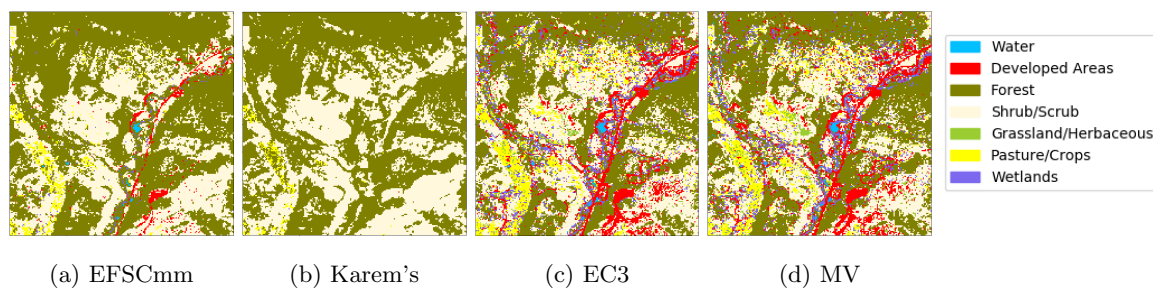 Water
Developed Areas
Forest
Shrub/Scrub
Grassland/Herbaceous
Pasture/Crops
Wetlands
(a) EFSCmm
(b) Karem's
(c) EC3
(d) MV